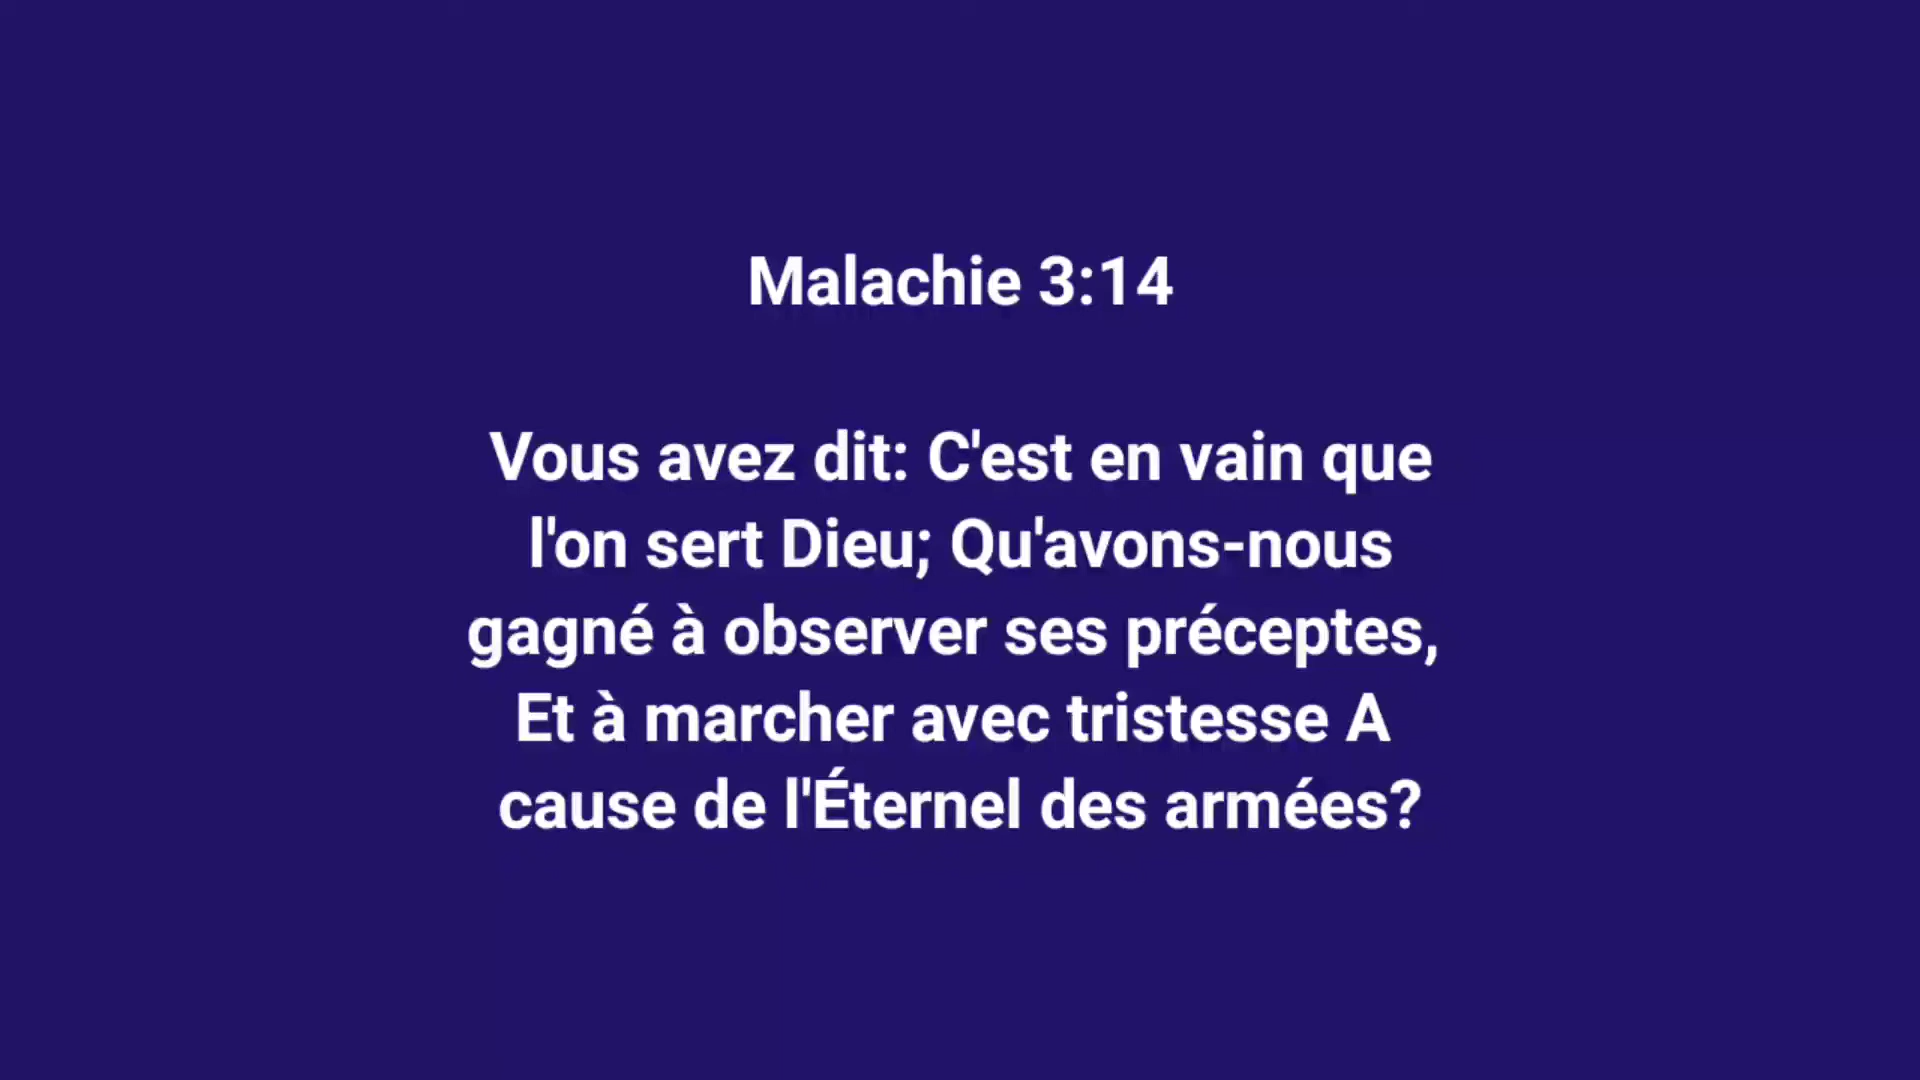 Malachie 3:14
Vous avez dit: C'est en vain que
l'on sert Dieu; Qu'avons-nous
gagné à observer ses préceptes,
Et à marcher avec tristesse A
cause de l'Éternel des armées?